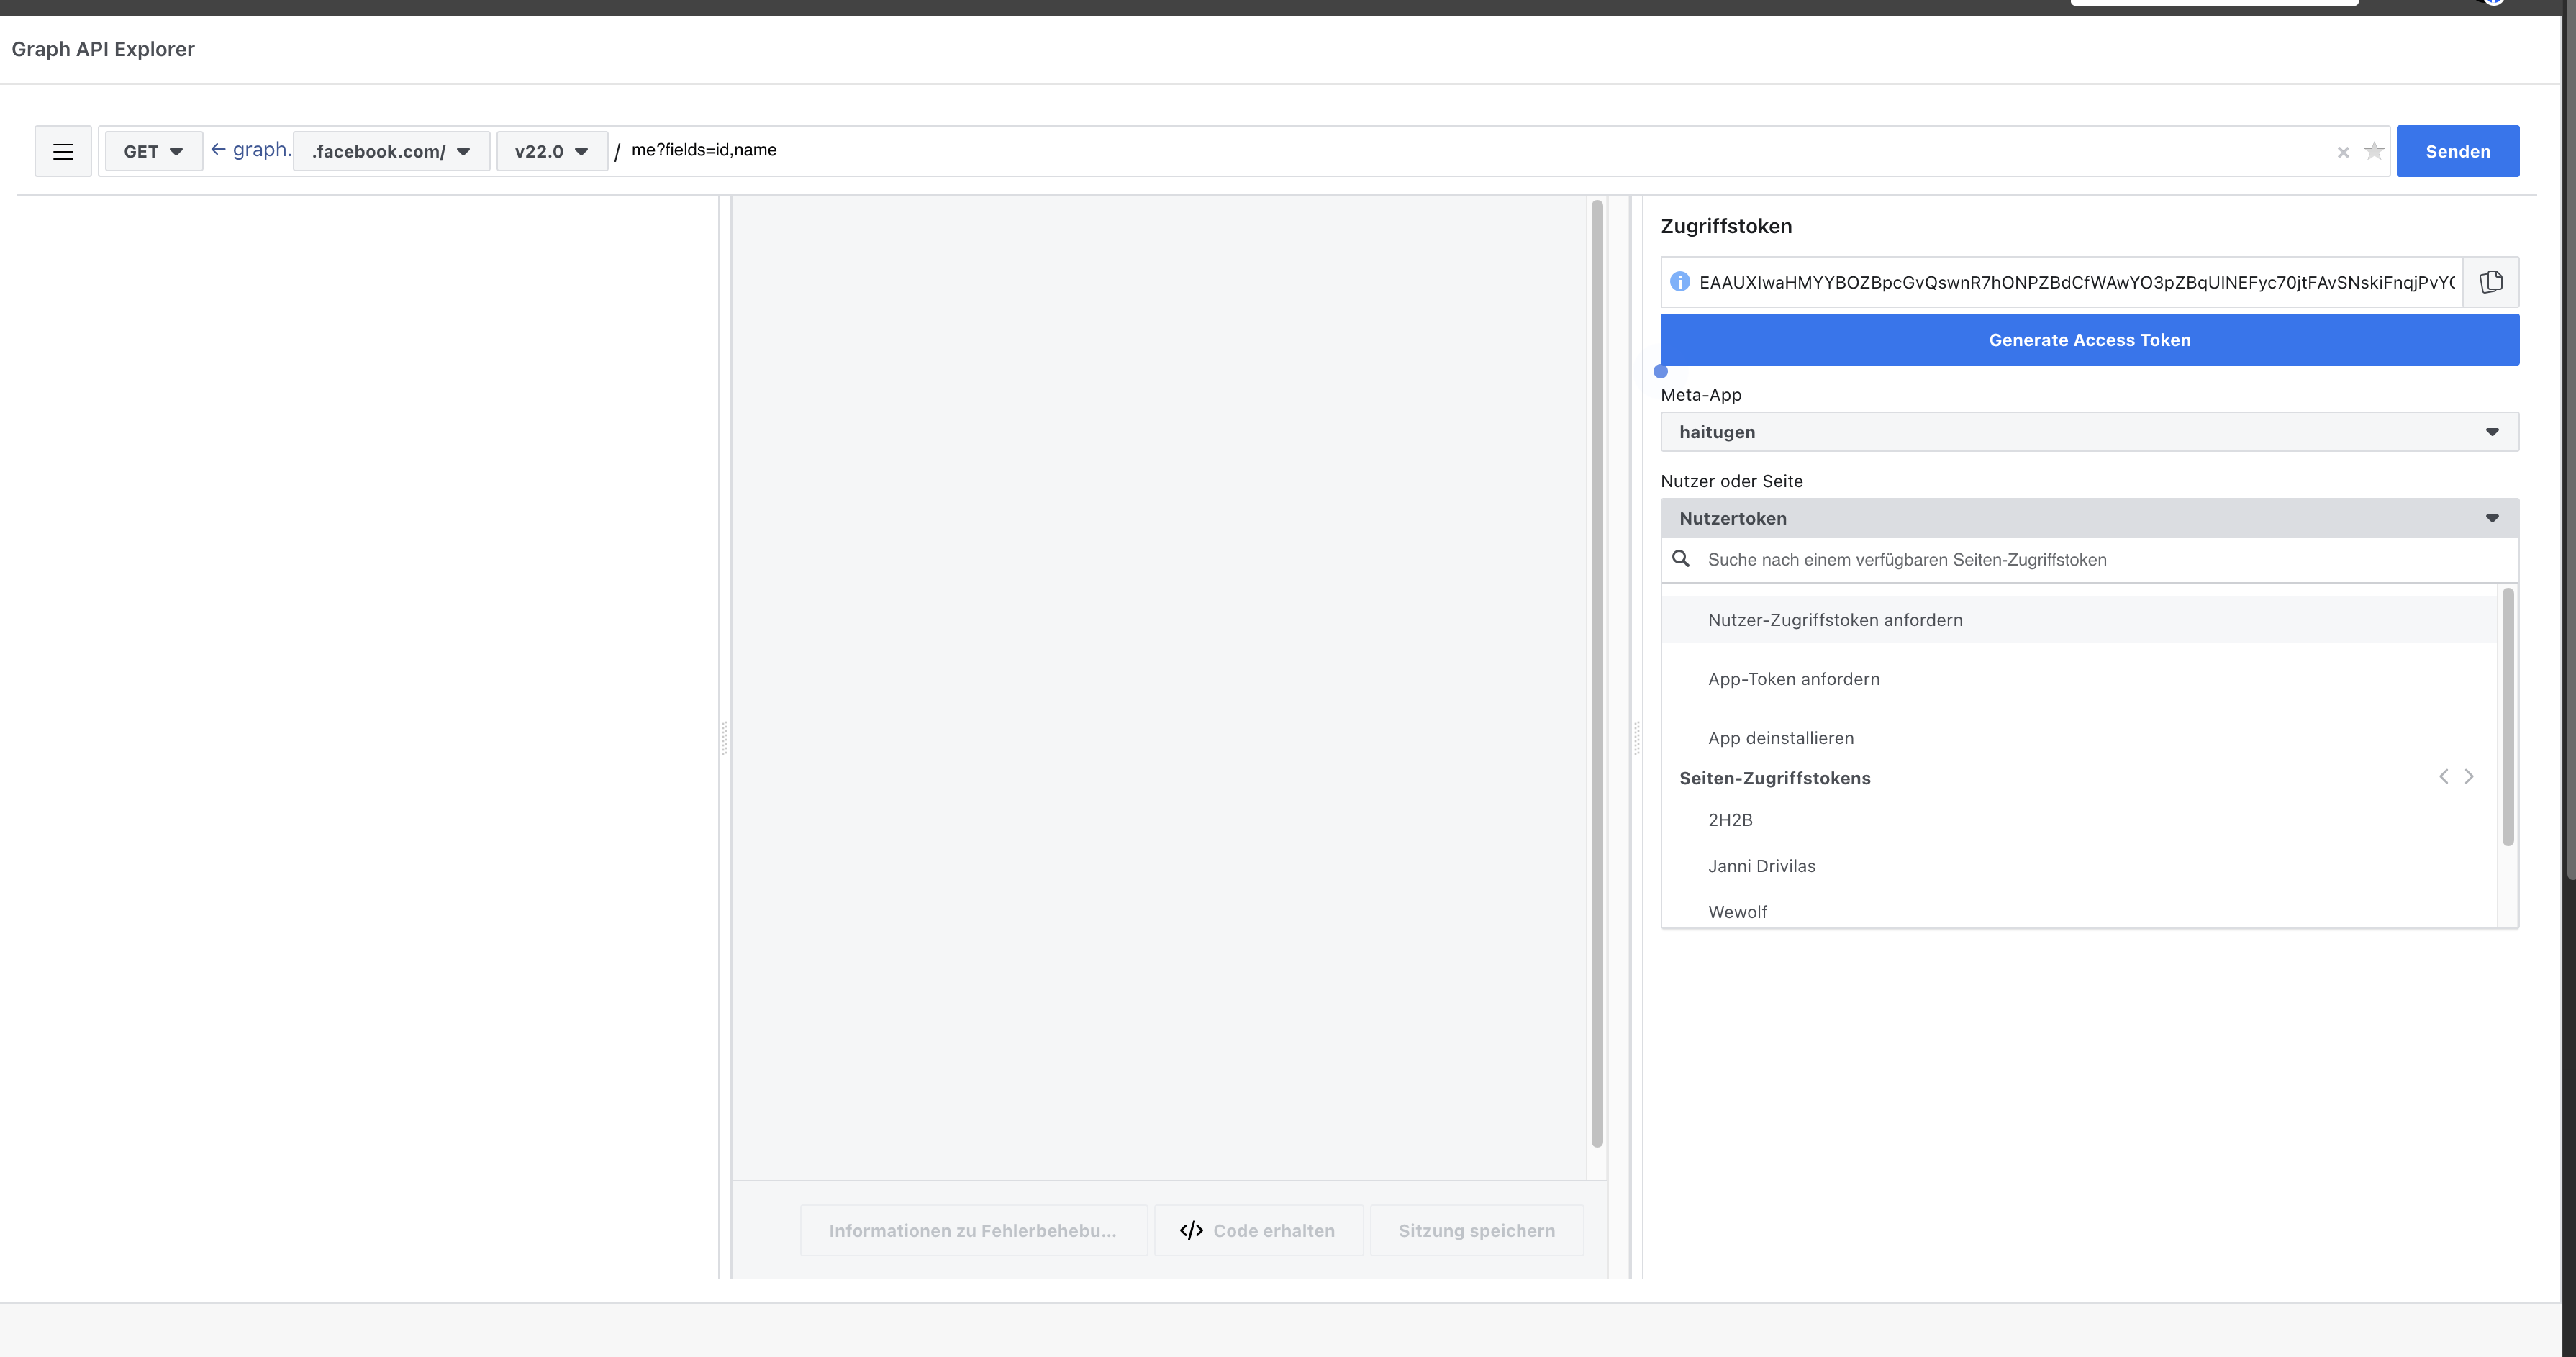 Graph API Explorer
GET
← graph.
.facebook.com/
v22.0
/ me?fields=id,name
Senden
Zugriffstoken
EAAUXIwaHMYYBOZBpcGvQswnR7hONPZBdCfWAwYO3pZBqUlNEFyc70jtFAvSNskiFnqjPvY
Generate Access Token
Meta-App
haitugen
Nutzer oder Seite
Nutzertoken
Suche nach einem verfügbaren Seiten-Zugriffstoken
Nutzer-Zugriffstoken anfordern
App-Token anfordern
App deinstallieren
Seiten-Zugriffstokens
2H2B
Janni Drivilas
Wewolf
Informationen zu Fehlerbehebu...
</> Code erhalten
Sitzung speichern